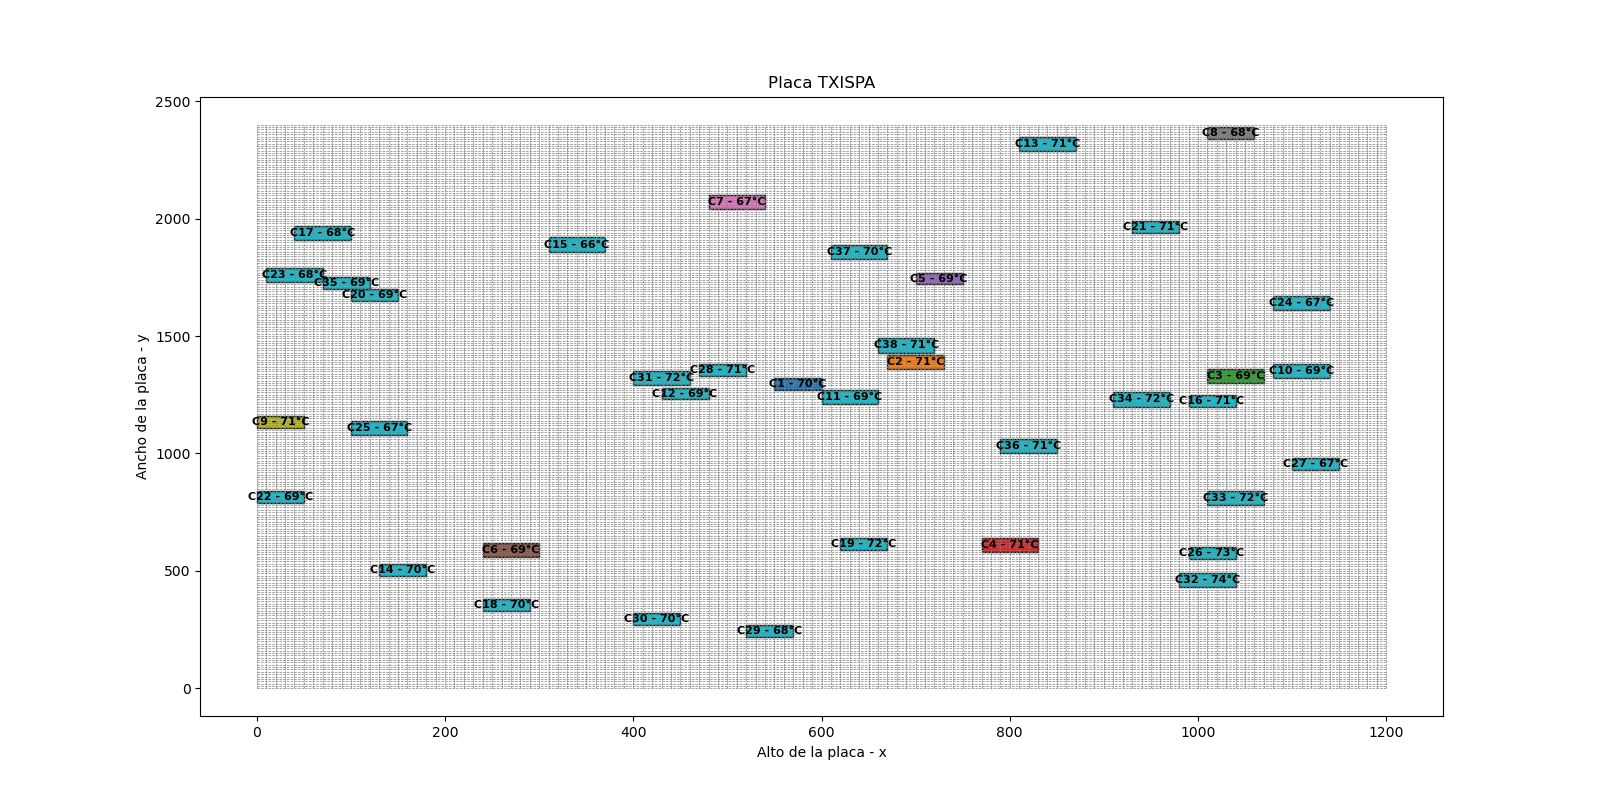 Placa TXISPA
2500
C8 - 68°C
C13 - 71°C
C7 - 67°C
2000
C21 - 71°C
C17 - 68°C
C15 - 66°C
C37 - 70°C
C23 - 68°C
C5 - 69°C
C35 - 69°C
C20 - 69°C
C24 - 67°C
1500
C38 - 71°C
C2 - 71°C
C28 - 71°C
C10 - 69°C
C31 - 72°C
C3 - 69°C
C1 - 70°C
C12 - 69°C
C11 - 69°C
C34 - 72°C
C16 - 71°C
C9 - 71°C
C25 - 67°C
C36 - 71°C
1000
C27 - 67°C
C22 - 69°C
C33 - 72°C
C19 - 72°C
C4 - 71°C
C6 - 69°C
C26 - 73°C
500
C14 - 70°C
C32 - 74°C
C18 - 70°C
C30 - 70°C
C29 - 68°C
0
Ancho de la placa - y
0 200 400 600 800 1000 1200
Alto de la placa - x